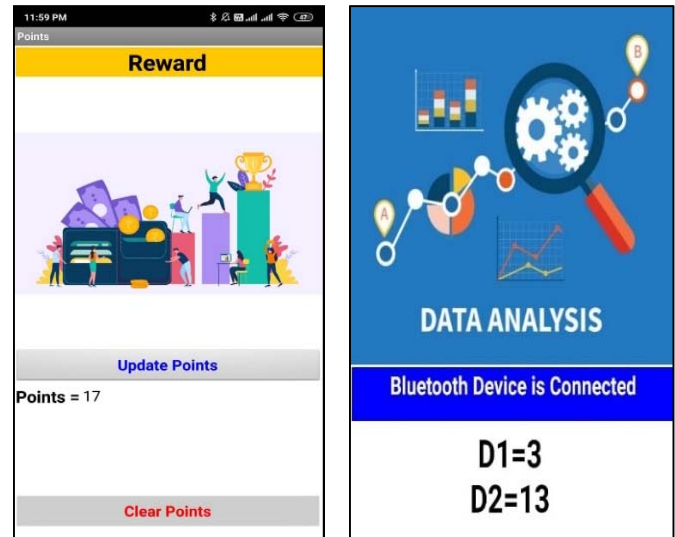 11:59 PM
47
Points
Reward
Update Points
Points = 17
Clear Points
B
A
DATA ANALYSIS
Bluetooth Device is Connected
D1=3
D2=13